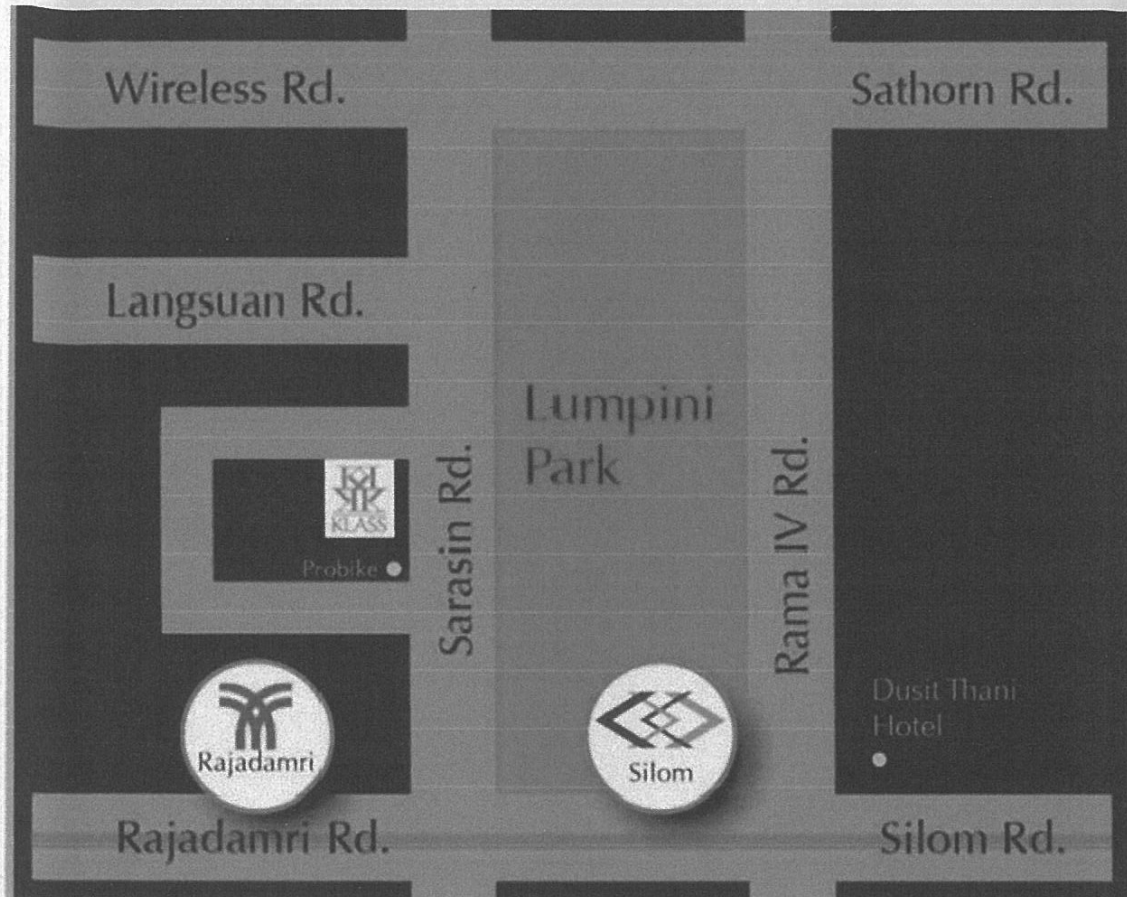 Wireless Rd.
Sathorn Rd.
Langsuan Rd.
Lumpini
Park
KLASS
Probike
Sarasin Rd.
Rama IV Rd.
Rajadamri
Silom
Dusit Thani
Hotel
Rajadamri Rd.
Silom Rd.